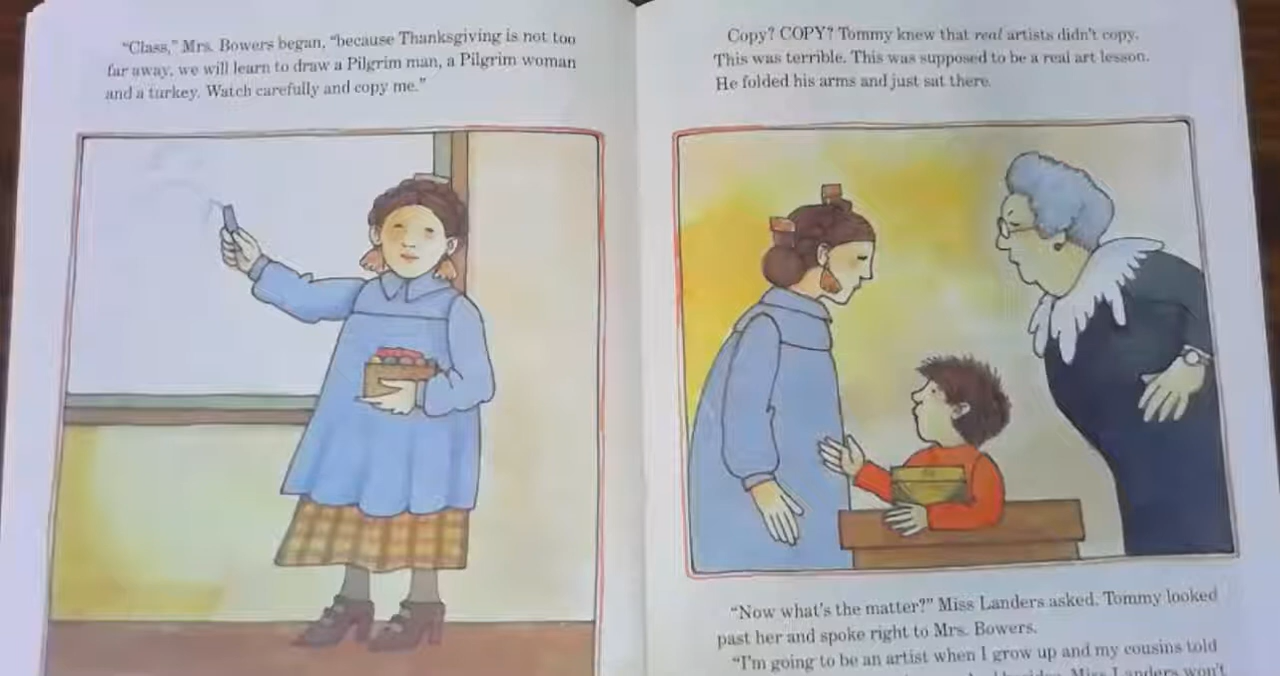 “Class,” Mrs. Bowers began, “because Thanksgiving is not too
far away, we will learn to draw a Pilgrim man, a Pilgrim woman
and a turkey. Watch carefully and copy me.”
Copy? COPY? Tommy knew that real artists didn't copy.
This was terrible. This was supposed to be a real art lesson.
He folded his arms and just sat there.
“Now what's the matter?” Miss Landers asked. Tommy looked
past her and spoke right to Mrs. Bowers.
“I'm going to be an artist when I grow up and my cousins told
Miss Landers won't